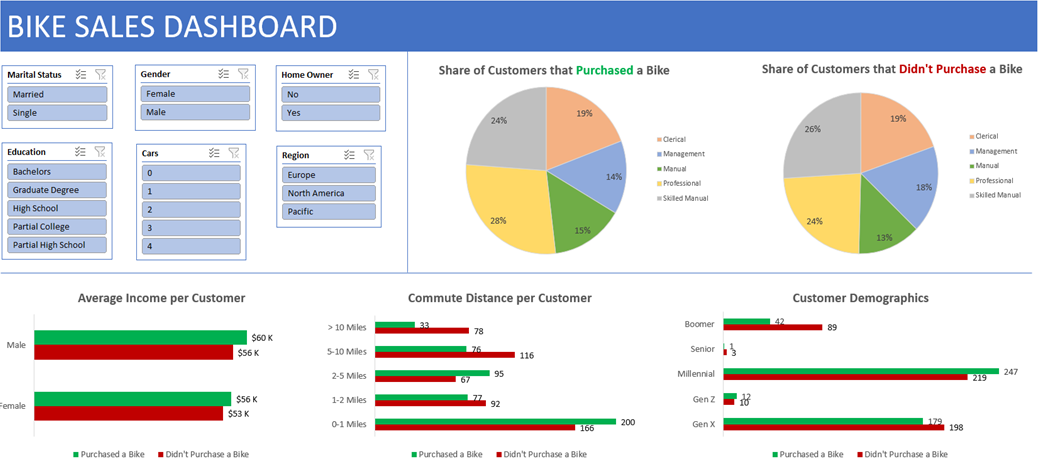 BIKE SALES DASHBOARD
Marital Status
Married
Single
Gender
Female
Male
Home Owner
No
Yes
Education
Bachelors
Graduate Degree
High School
Partial College
Partial High School
Cars
0
1
2
3
4
Region
Europe
North America
Pacific
Share of Customers that Purchased a Bike
19%
14%
15%
28%
24%
Clerical
Management
Manual
Professional
Skilled Manual
Share of Customers that Didn't Purchase a Bike
19%
18%
13%
24%
26%
Clerical
Management
Manual
Professional
Skilled Manual
Average Income per Customer
Male
$60 K
$56 K
Female
$56 K
$53 K
Purchased a Bike
Didn't Purchase a Bike
Commute Distance per Customer
> 10 Miles
33
78
5-10 Miles
76
116
2-5 Miles
95
67
1-2 Miles
77
92
0-1 Miles
200
166
Purchased a Bike
Didn't Purchase a Bike
Customer Demographics
Boomer
42
89
Senior
1
3
Millennial
247
219
Gen Z
12
10
Gen X
179
198
Purchased a Bike
Didn't Purchase a Bike